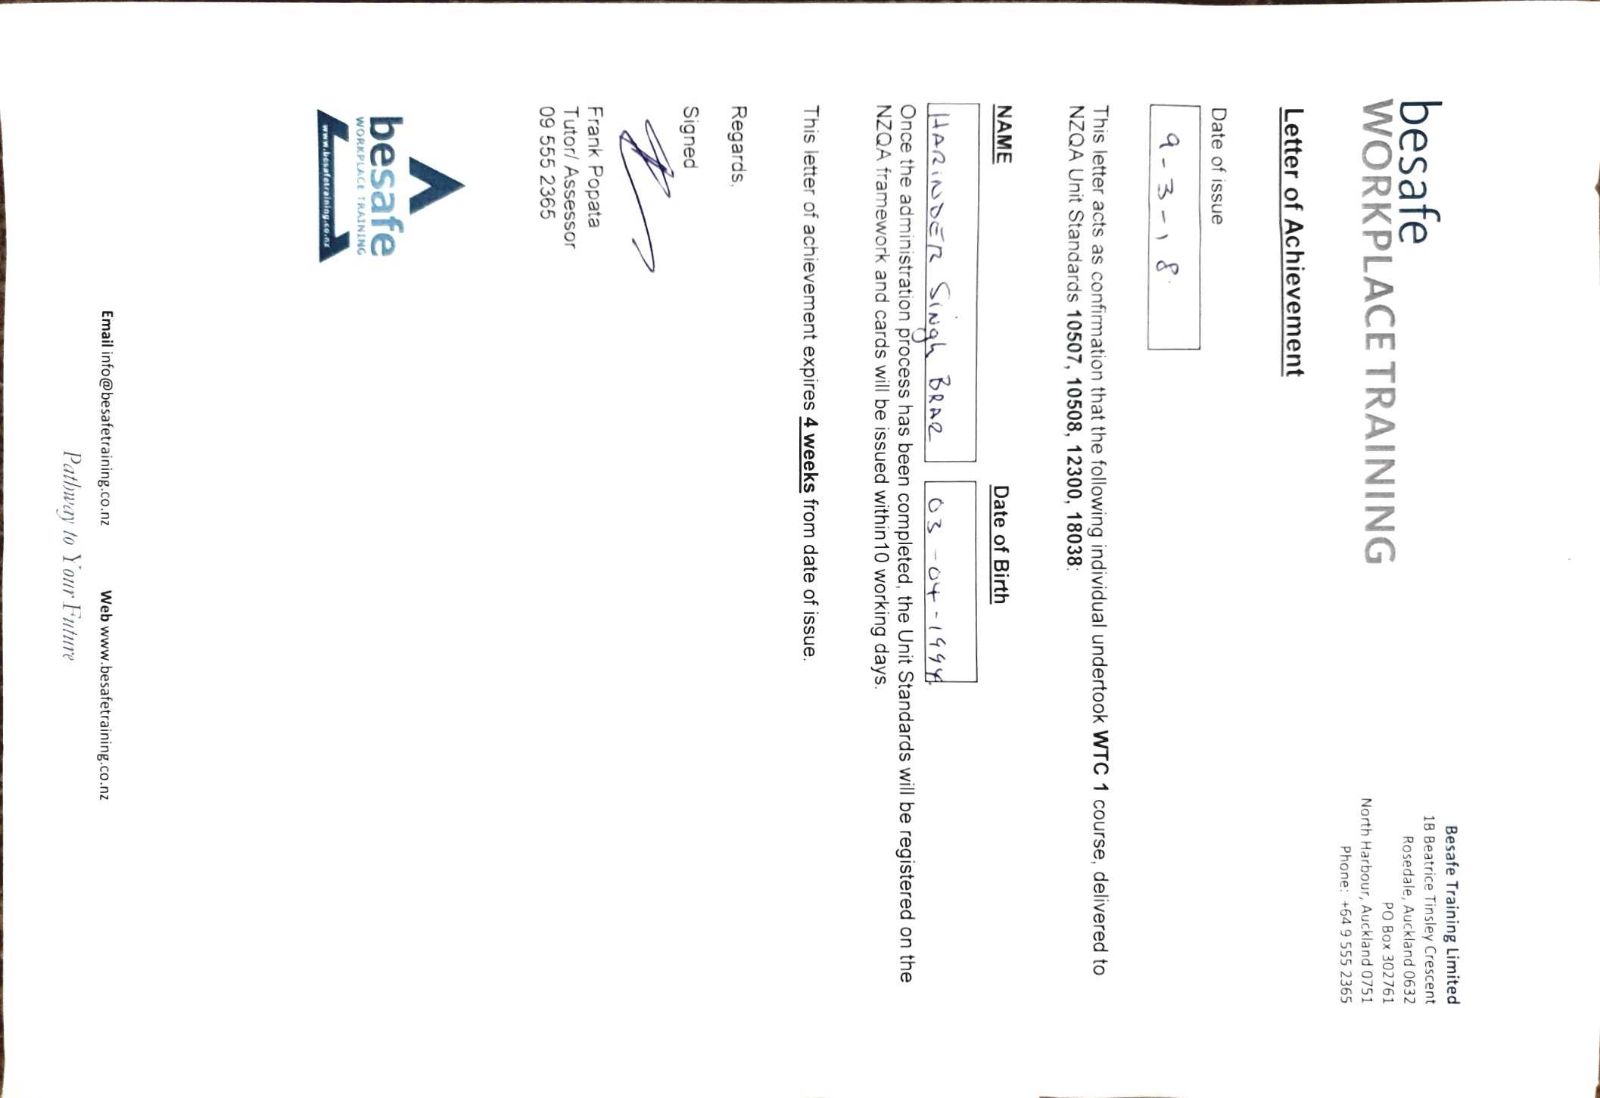 besafe
WORKPLACE TRAINING
Besafe Training Limited
1B Beatrice Tinsley Crescent
Rosedale, Auckland 0632
PO Box 302761
North Harbour, Auckland 0751
Phone: +64 9 555 2365
Letter of Achievement
Date of issue
9-3-18
This letter acts as confirmation that the following individual undertook WTC 1 course, delivered to
NZQA Unit Standards 10507, 10508, 12300, 18038:
NAME Date of Birth
HARINDER SINGH BRAR 03-04-1994
Once the administration process has been completed, the Unit Standards will be registered on the
NZQA framework and cards will be issued within10 working days.
This letter of achievement expires 4 weeks from date of issue.
Regards,
Signed
Frank Popata
Tutor/ Assessor
09 555 2365
besafe
WORKPLACE TRAINING
www.besafetraining.co.nz
Email info@besafetraining.co.nz Web www.besafetraining.co.nz
Pathway to Your Future